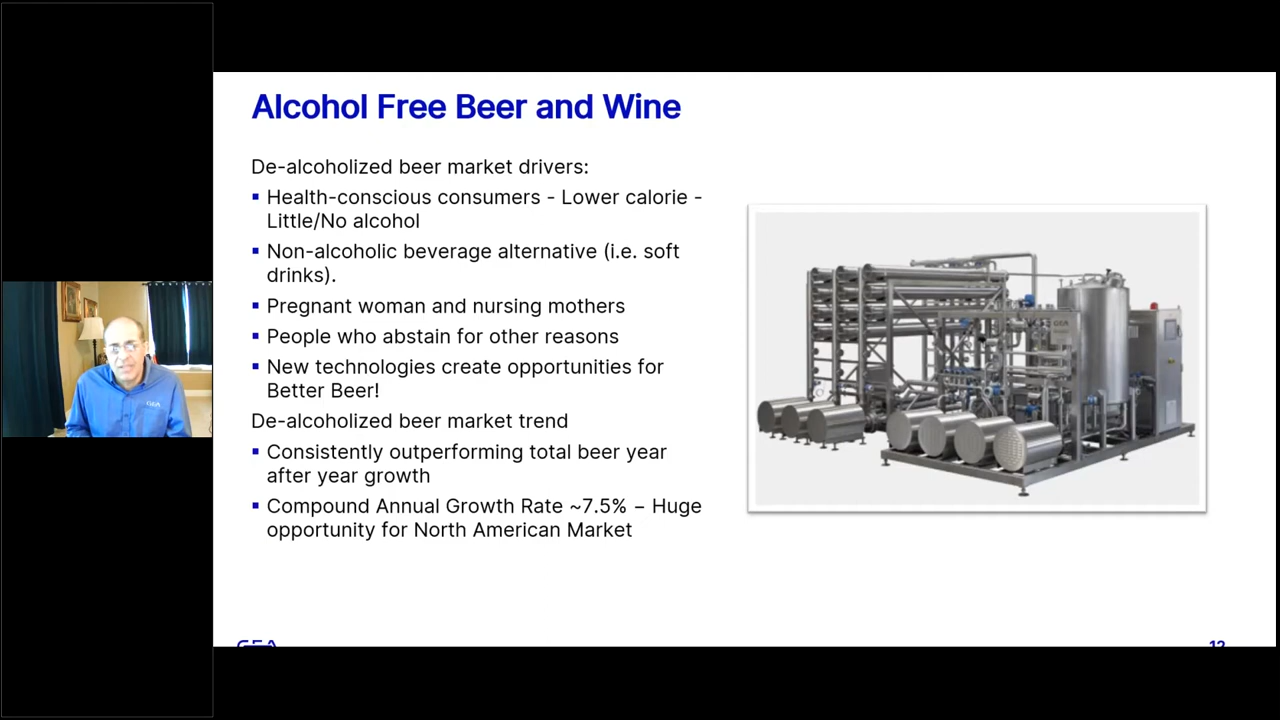 Alcohol Free Beer and Wine
De-alcoholized beer market drivers:
▪ Health-conscious consumers - Lower calorie -
Little/No alcohol
▪ Non-alcoholic beverage alternative (i.e. soft
drinks).
▪ Pregnant woman and nursing mothers
▪ People who abstain for other reasons
▪ New technologies create opportunities for
Better Beer!
De-alcoholized beer market trend
▪ Consistently outperforming total beer year
after year growth
▪ Compound Annual Growth Rate ~7.5% – Huge
opportunity for North American Market
GEA
GEA
GEA
12